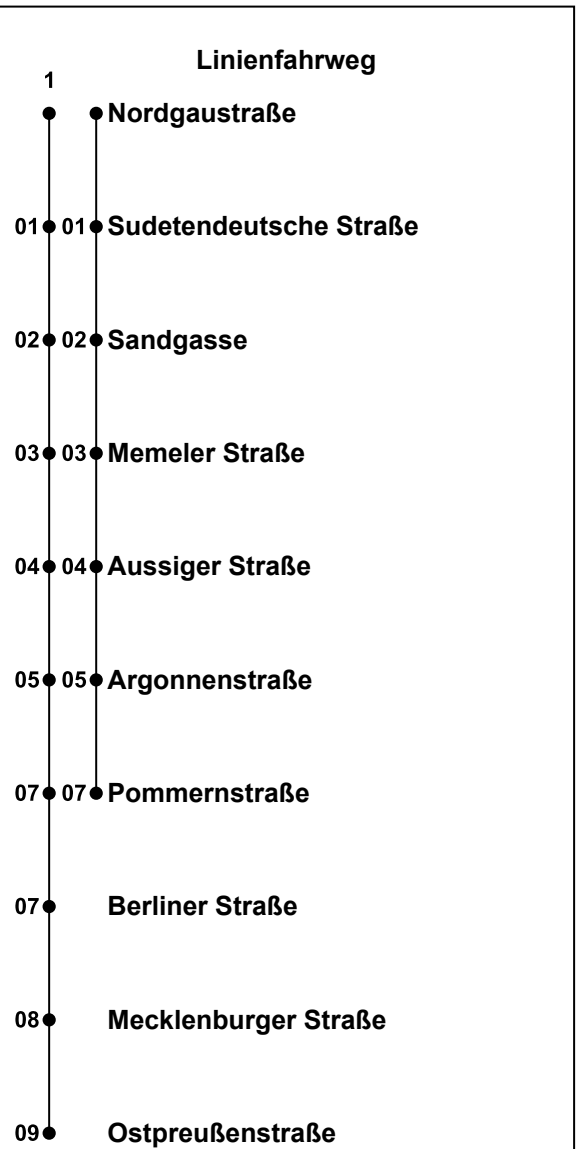 Linienfahrweg
1
Nordgaustraße
01 01 Sudetendeutsche Straße
02 02 Sandgasse
03 03 Memeler Straße
04 04 Aussiger Straße
05 05 Argonnenstraße
07 07 Pommernstraße
07 Berliner Straße
08 Mecklenburger Straße
09 Ostpreußenstraße